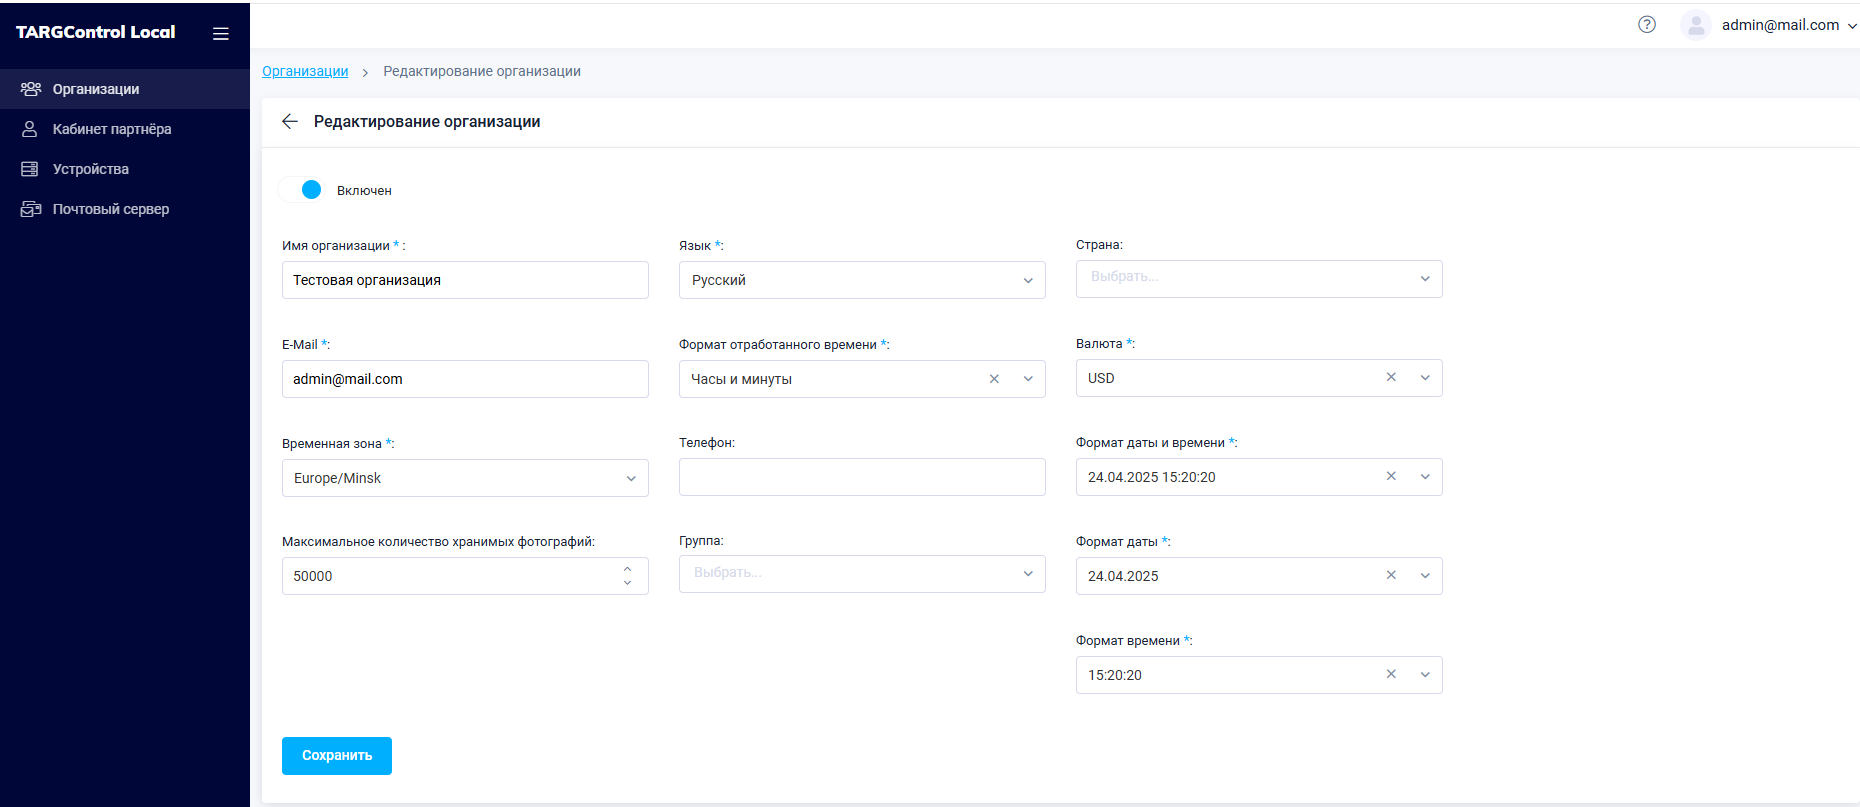 TARGControl Local
admin@mail.com
Организации
Кабинет партнёра
Устройства
Почтовый сервер
Организации > Редактирование организации
Редактирование организации
Включен
Имя организации * :
Тестовая организация
Язык *:
Русский
Страна:
Выбрать...
E-Mail *:
admin@mail.com
Формат отработанного времени *:
Часы и минуты
Валюта *:
USD
Временная зона *:
Europe/Minsk
Телефон:
Формат даты и времени *:
24.04.2025 15:20:20
Максимальное количество хранимых фотографий:
50000
Группа:
Выбрать...
Формат даты *:
24.04.2025
Формат времени *:
15:20:20
Сохранить